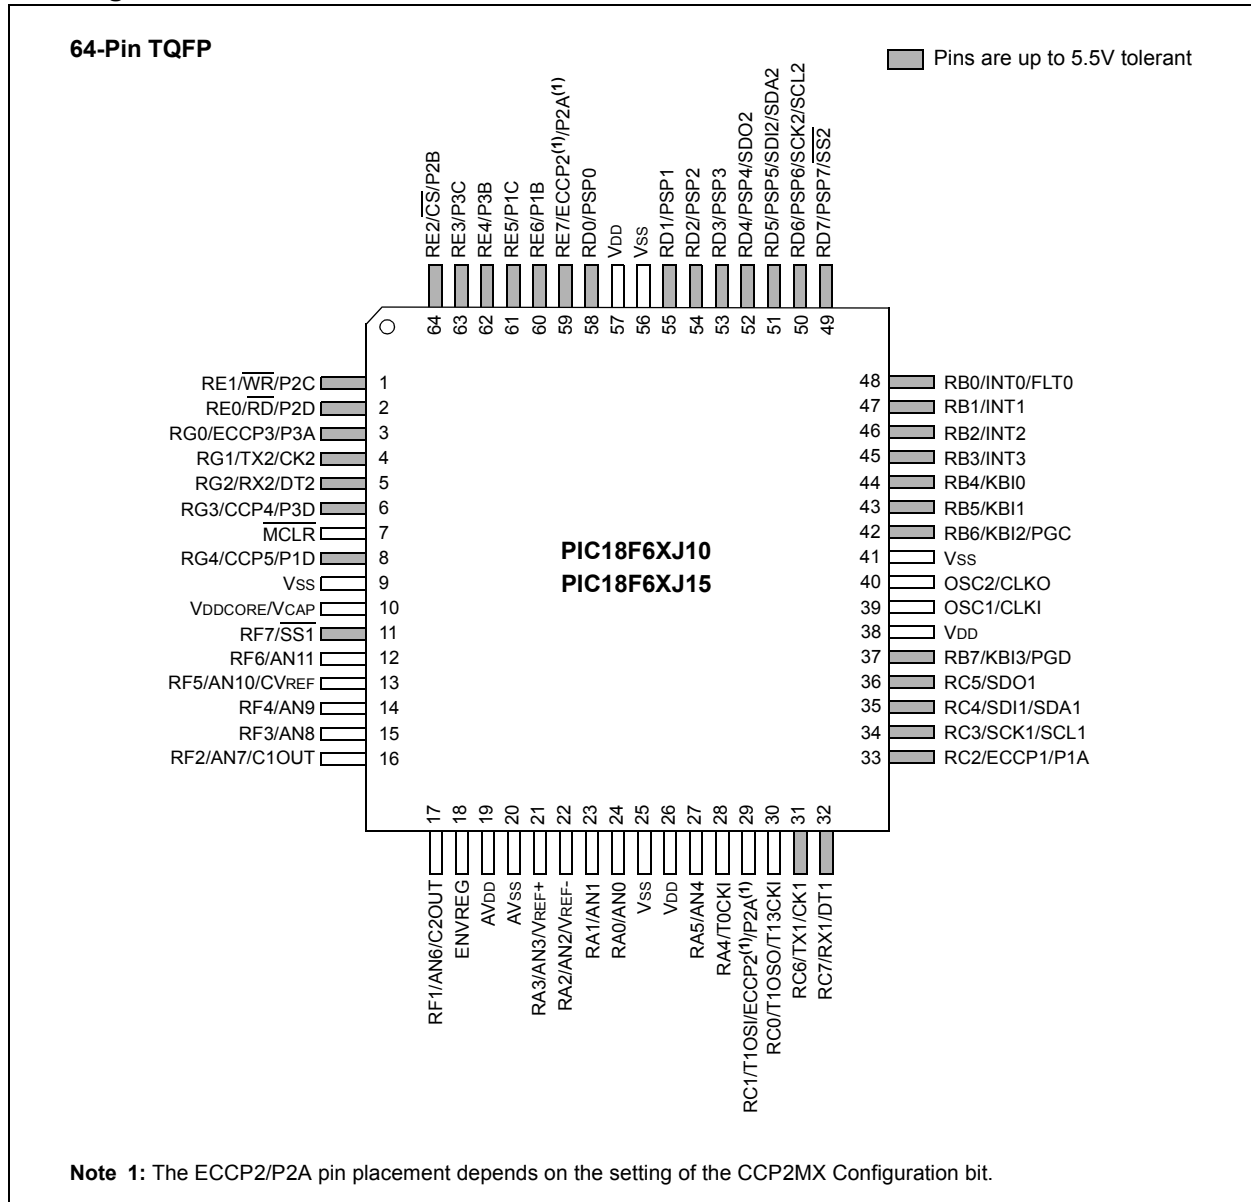 64-Pin TQFP
Pins are up to 5.5V tolerant
RE2/CS/P2B
RE3/P3C
RE4/P3B
RE5/P1C
RE6/P1B
RE7/ECCP2(1)/P2A(1)
RD0/PSP0
VDD
VSS
RD1/PSP1
RD2/PSP2
RD3/PSP3
RD4/PSP4/SDO2
RD5/PSP5/SDI2/SDA2
RD6/PSP6/SCK2/SCL2
RD7/PSP7/SS2
64 63 62 61 60 59 58 57 56 55 54 53 52 51 50 49
RE1/WR/P2C 1
RE0/RD/P2D 2
RG0/ECCP3/P3A 3
RG1/TX2/CK2 4
RG2/RX2/DT2 5
RG3/CCP4/P3D 6
MCLR 7
RG4/CCP5/P1D 8
VSS 9
VDDCORE/VCAP 10
RF7/SS1 11
RF6/AN11 12
RF5/AN10/CVREF 13
RF4/AN9 14
RF3/AN8 15
RF2/AN7/C1OUT 16
PIC18F6XJ10
PIC18F6XJ15
48 RB0/INT0/FLT0
47 RB1/INT1
46 RB2/INT2
45 RB3/INT3
44 RB4/KBI0
43 RB5/KBI1
42 RB6/KBI2/PGC
41 VSS
40 OSC2/CLKO
39 OSC1/CLKI
38 VDD
37 RB7/KBI3/PGD
36 RC5/SDO1
35 RC4/SDI1/SDA1
34 RC3/SCK1/SCL1
33 RC2/ECCP1/P1A
17 18 19 20 21 22 23 24 25 26 27 28 29 30 31 32
RF1/AN6/C2OUT
ENVREG
AVDD
AVSS
RA3/AN3/VREF+
RA2/AN2/VREF-
RA1/AN1
RA0/AN0
VSS
VDD
RA5/AN4
RA4/T0CKI
RC1/T1OSI/ECCP2(1)/P2A(1)
RC0/T1OSO/T13CKI
RC6/TX1/CK1
RC7/RX1/DT1
Note 1: The ECCP2/P2A pin placement depends on the setting of the CCP2MX Configuration bit.